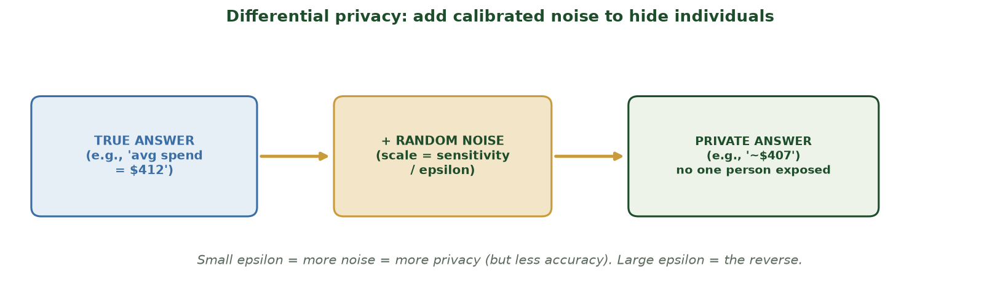 Differential privacy: add calibrated noise to hide individuals
TRUE ANSWER
(e.g., 'avg spend
= $412')
+ RANDOM NOISE
(scale = sensitivity
/ epsilon)
PRIVATE ANSWER
(e.g., '~$407')
no one person exposed
Small epsilon = more noise = more privacy (but less accuracy). Large epsilon = the reverse.